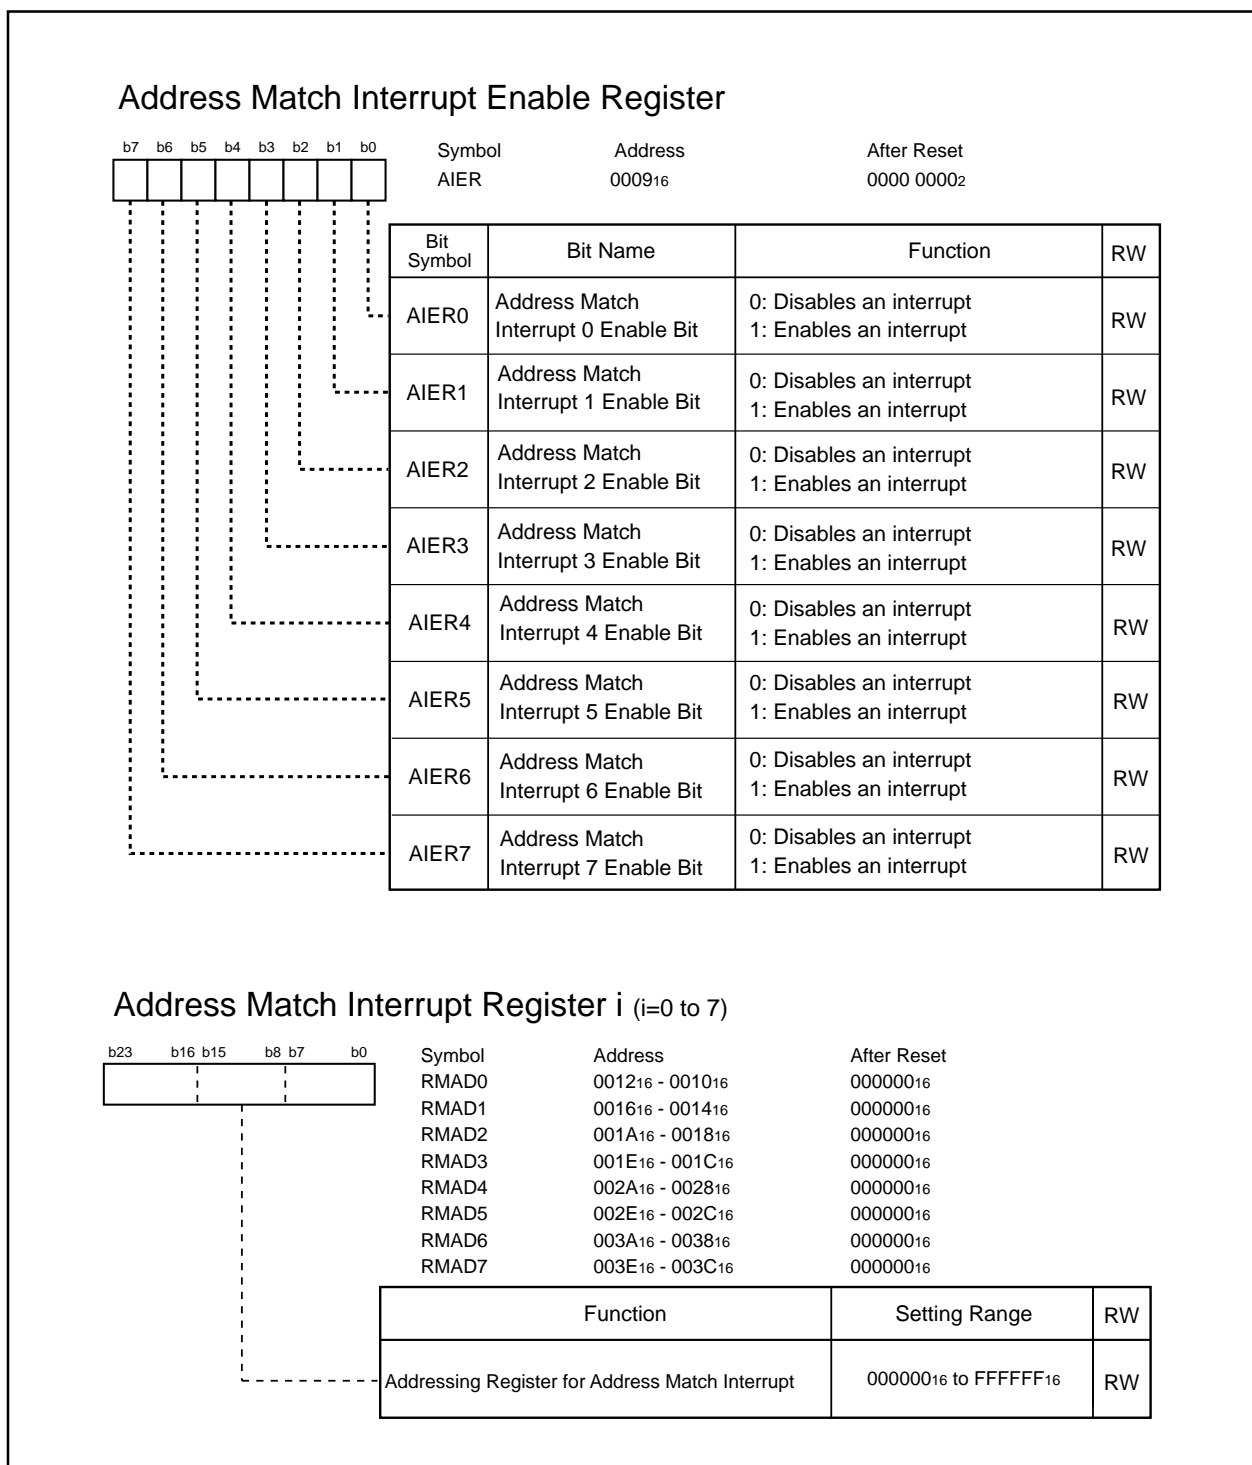 Address Match Interrupt Enable Register
b7 b6 b5 b4 b3 b2 b1 b0
Symbol Address After Reset
AIER 000916 0000 00002
Bit Symbol Bit Name Function RW
AIER0 Address Match Interrupt 0 Enable Bit 0: Disables an interrupt 1: Enables an interrupt RW
AIER1 Address Match Interrupt 1 Enable Bit 0: Disables an interrupt 1: Enables an interrupt RW
AIER2 Address Match Interrupt 2 Enable Bit 0: Disables an interrupt 1: Enables an interrupt RW
AIER3 Address Match Interrupt 3 Enable Bit 0: Disables an interrupt 1: Enables an interrupt RW
AIER4 Address Match Interrupt 4 Enable Bit 0: Disables an interrupt 1: Enables an interrupt RW
AIER5 Address Match Interrupt 5 Enable Bit 0: Disables an interrupt 1: Enables an interrupt RW
AIER6 Address Match Interrupt 6 Enable Bit 0: Disables an interrupt 1: Enables an interrupt RW
AIER7 Address Match Interrupt 7 Enable Bit 0: Disables an interrupt 1: Enables an interrupt RW
Address Match Interrupt Register i (i=0 to 7)
b23 b16 b15 b8 b7 b0
Symbol Address After Reset
RMAD0 001216 - 001016 00000016
RMAD1 001616 - 001416 00000016
RMAD2 001A16 - 001816 00000016
RMAD3 001E16 - 001C16 00000016
RMAD4 002A16 - 002816 00000016
RMAD5 002E16 - 002C16 00000016
RMAD6 003A16 - 003816 00000016
RMAD7 003E16 - 003C16 00000016
Function Setting Range RW
Addressing Register for Address Match Interrupt 00000016 to FFFFFF16 RW